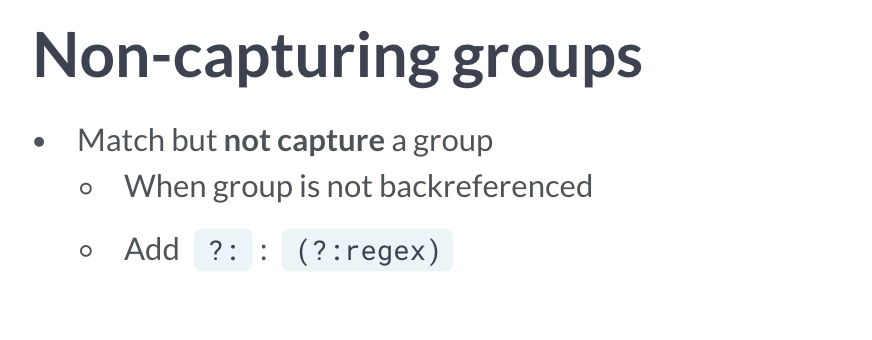 Non-capturing groups
• Match but not capture a group
○ When group is not backreferenced
○ Add ?: : (?:regex)